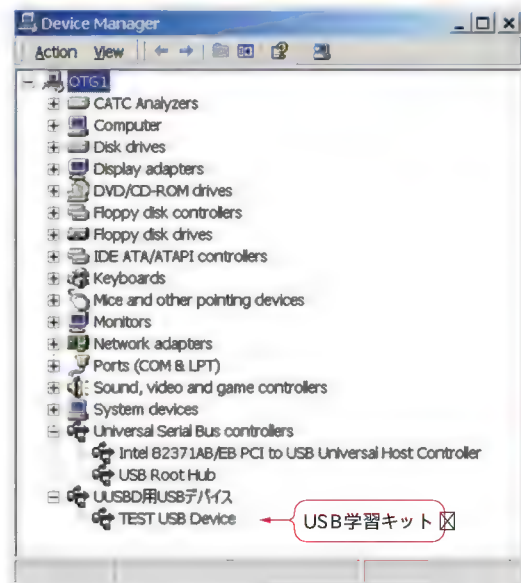 Device Manager
Action View
OTG1
CATC Analyzers
Computer
Disk drives
Display adapters
DVD/CD-ROM drives
Floppy disk controllers
Floppy disk drives
IDE ATA/ATAPI controllers
Keyboards
Mice and other pointing devices
Monitors
Network adapters
Ports (COM & LPT)
Sound, video and game controllers
System devices
Universal Serial Bus controllers
Intel 82371AB/EB PCI to USB Universal Host Controller
USB Root Hub
UUSBD用USBデバイス
TEST USB Device USB学習キット